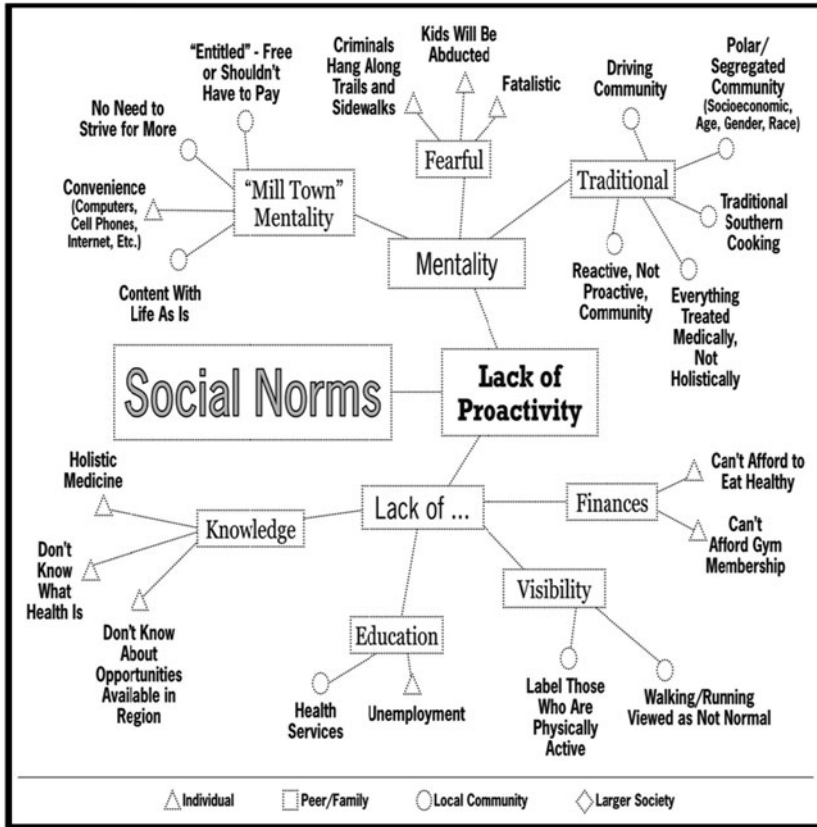 "Entitled" - Free
or Shouldn't
Have to Pay
Criminals
Hang Along
Trails and
Sidewalks
Kids Will Be
Abducted
Fatalistic
Driving
Community
Polar/
Segregated
Community
(Socioeconomic,
Age, Gender, Race)
No Need to
Strive for More
Convenience
(Computers,
Cell Phones,
Internet, Etc.)
Content With
Life As Is
"Mill Town"
Mentality
Fearful
Traditional
Mentality
Traditional
Southern
Cooking
Reactive, Not
Proactive,
Community
Everything
Treated
Medically,
Not
Holistically
Social Norms
Lack of
Proactivity
Holistic
Medicine
Don't
Know
What
Health Is
Don't Know
About
Opportunities
Available in
Region
Knowledge
Lack of ...
Finances
Can't Afford to
Eat Healthy
Can't
Afford Gym
Membership
Visibility
Education
Health
Services
Unemployment
Label Those
Who Are
Physically
Active
Walking/Running
Viewed as Not Normal
Individual
Peer/Family
Local Community
Larger Society